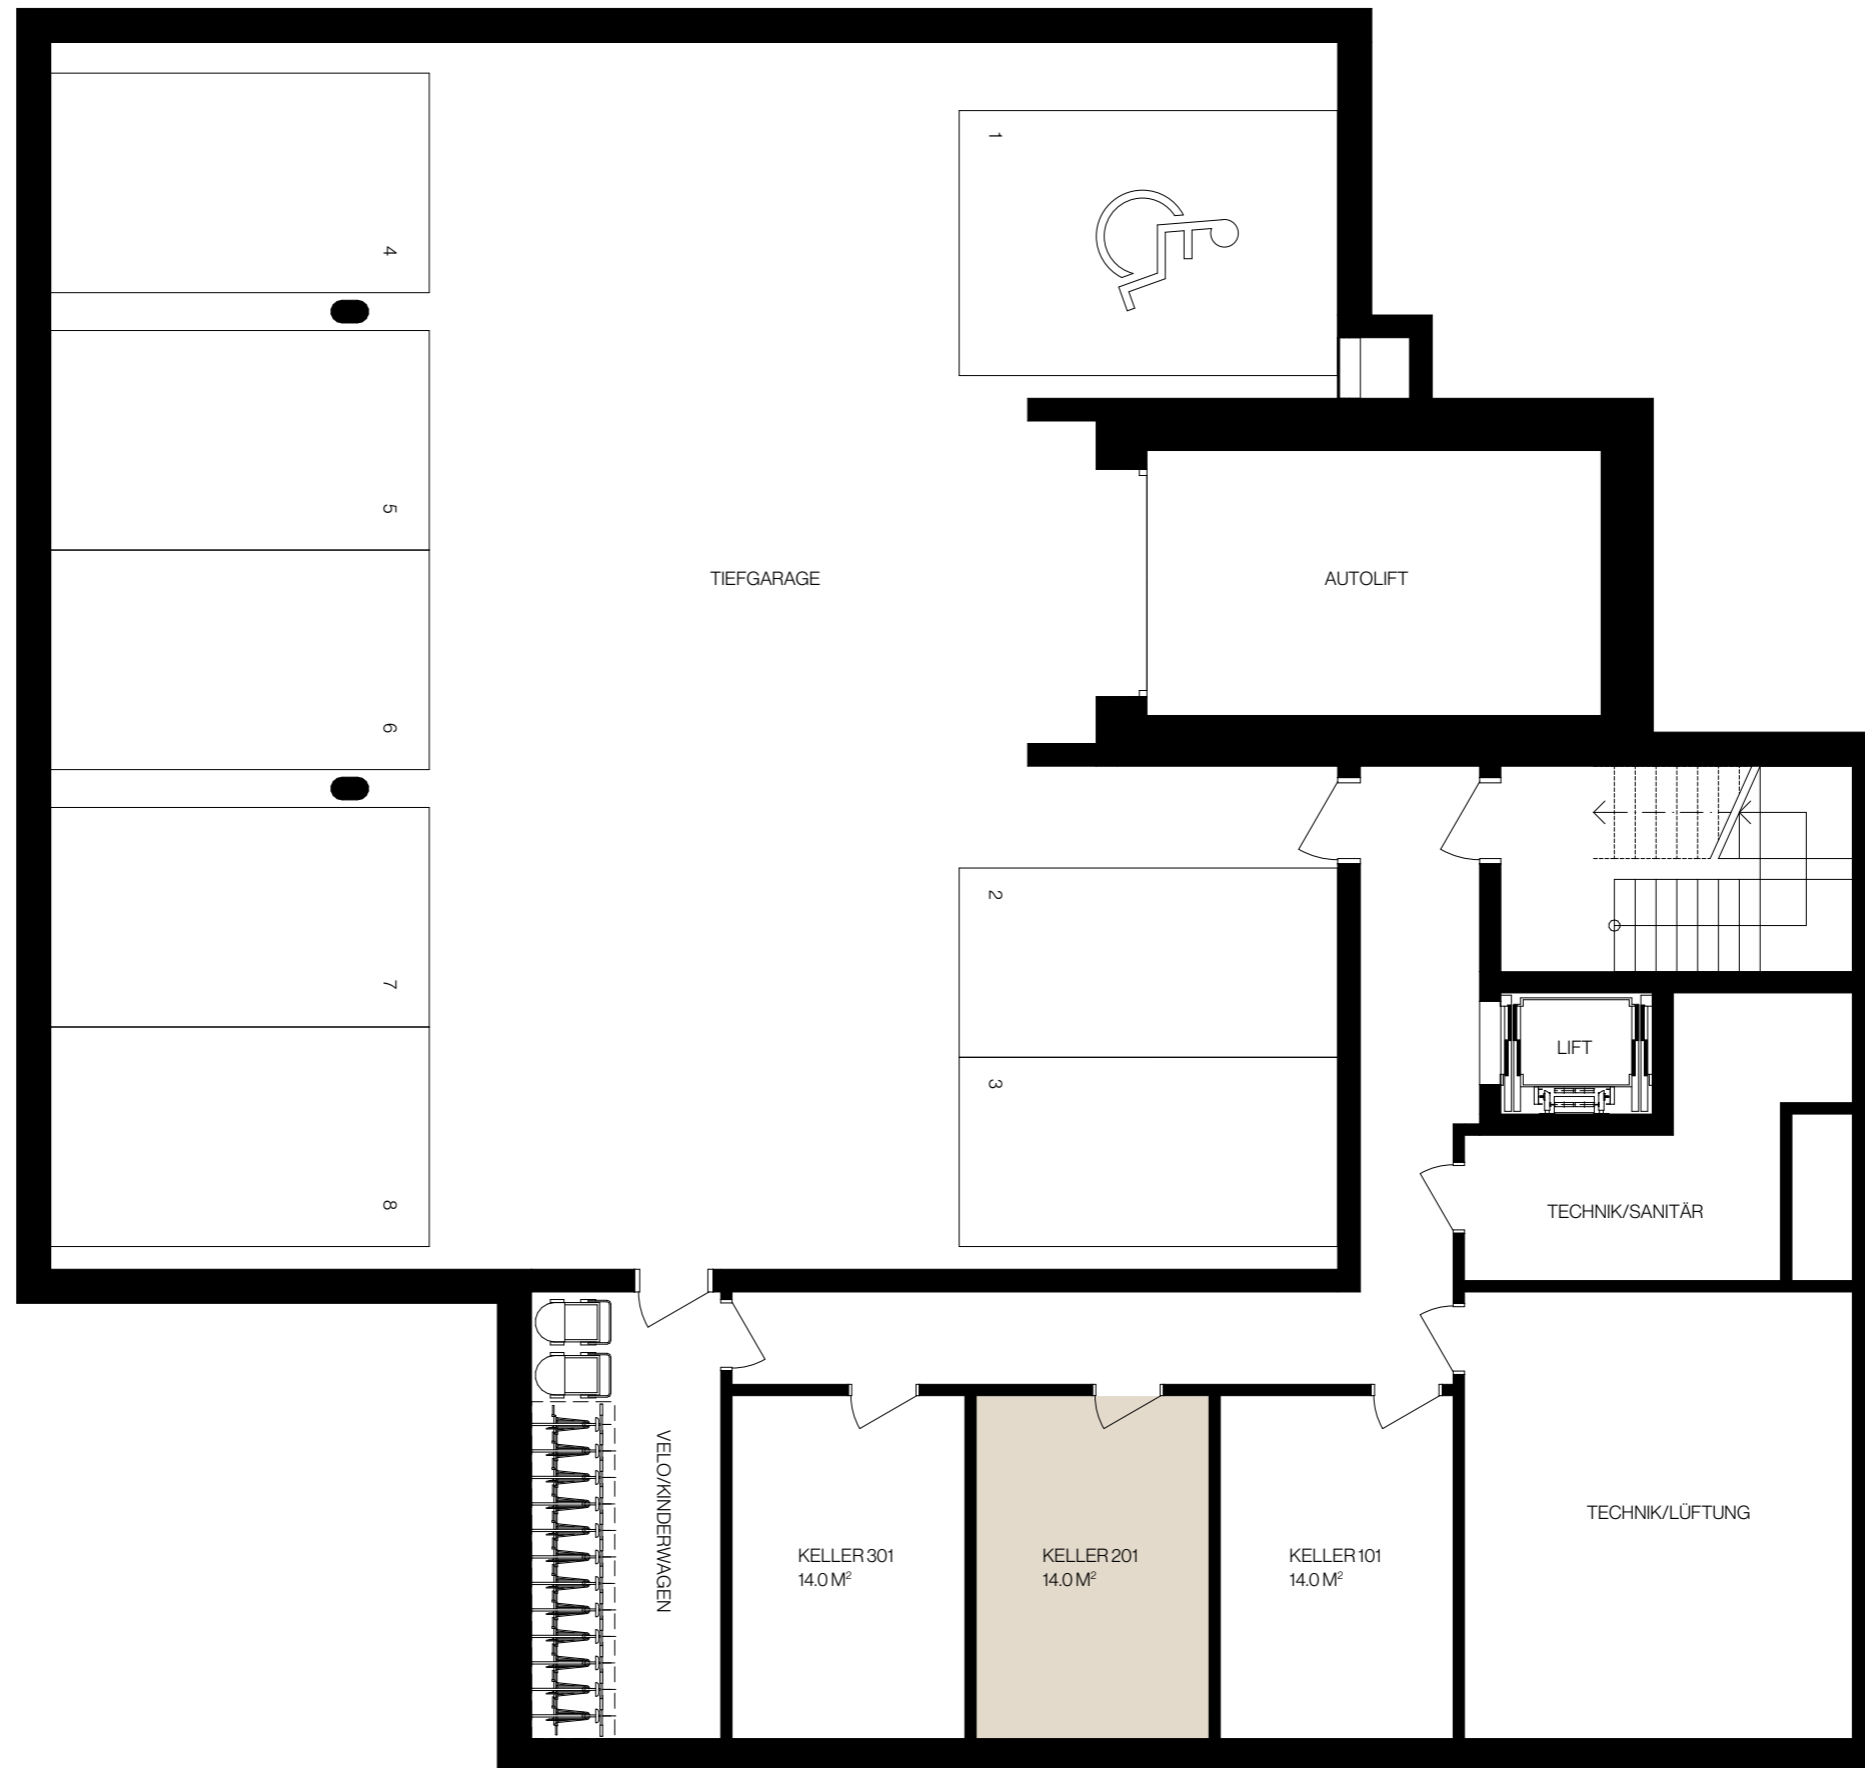 1
4
5
TIEFGARAGE
AUTOLIFT
6
2
7
LIFT
3
8
TECHNIK/SANITÄR
VELO/KINDERWAGEN
TECHNIK/LÜFTUNG
KELLER 301
14.0 M²
KELLER 201
14.0 M²
KELLER 101
14.0 M²